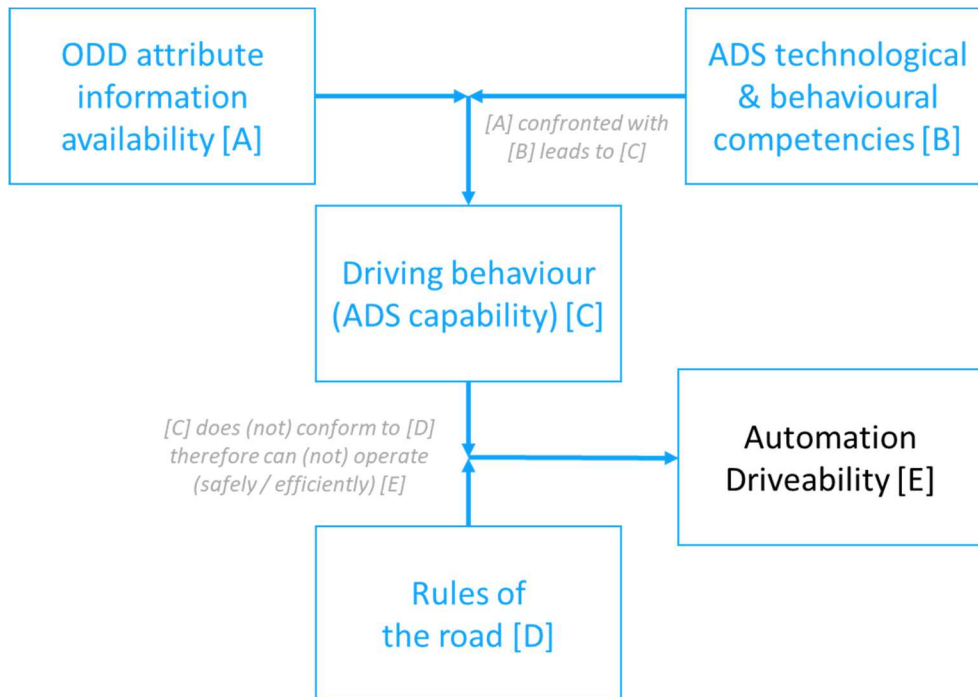 ODD attribute
information
availability [A]
ADS technological
& behavioural
competencies [B]
[A] confronted with
[B] leads to [C]
Driving behaviour
(ADS capability) [C]
[C] does (not) conform to [D]
therefore can (not) operate
(safely / efficiently) [E]
Automation
Driveability [E]
Rules of
the road [D]